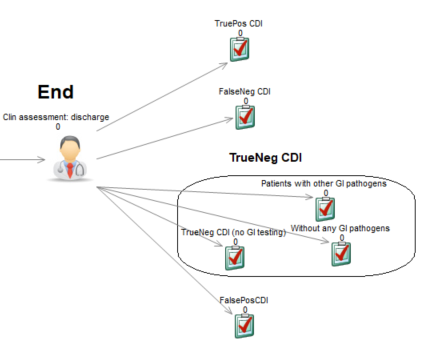 TruePos CDI
0
End
Clin assessment: discharge
0
FalseNeg CDI
0
TrueNeg CDI
Patients with other GI pathogens
0
TrueNeg CDI (no GI testing)
0
Without any GI pathogens
0
FalsePosCDI
0